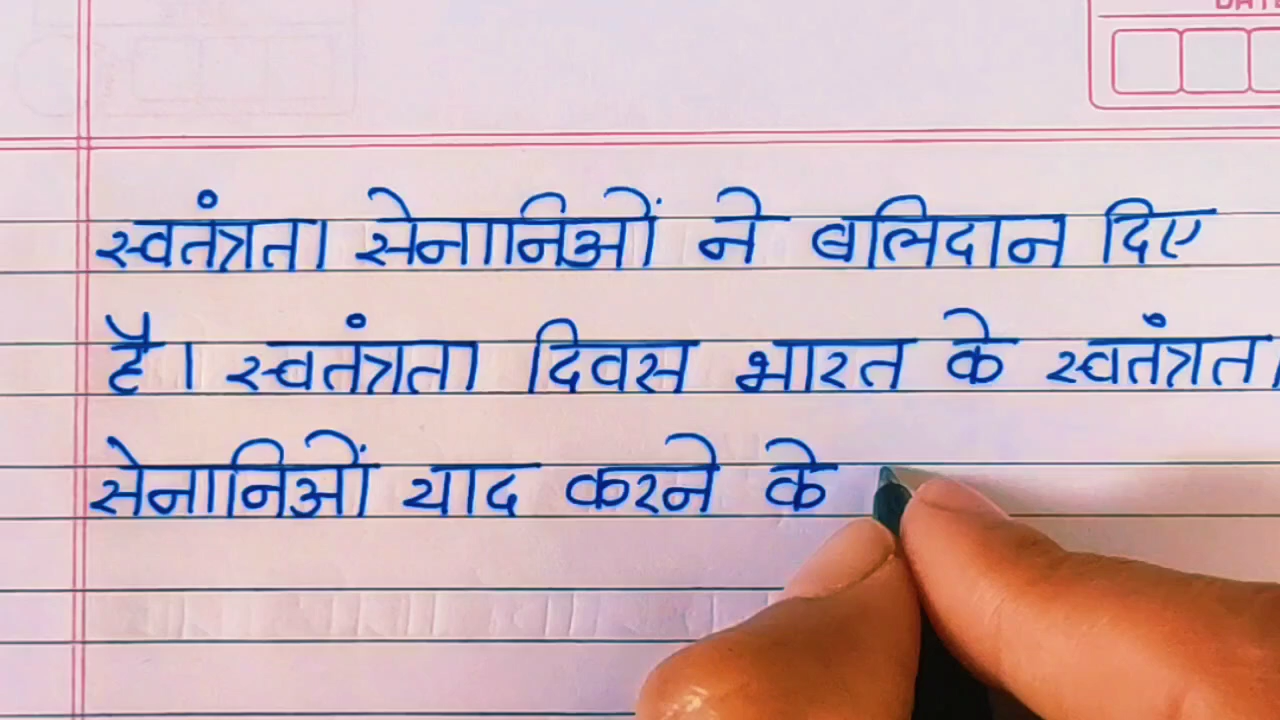 स्वतंत्रता सेनानिओं ने बलिदान दिए
है। स्वतंत्रता दिवस भारत के स्वतंत्रता
सेनानिओं याद करने के